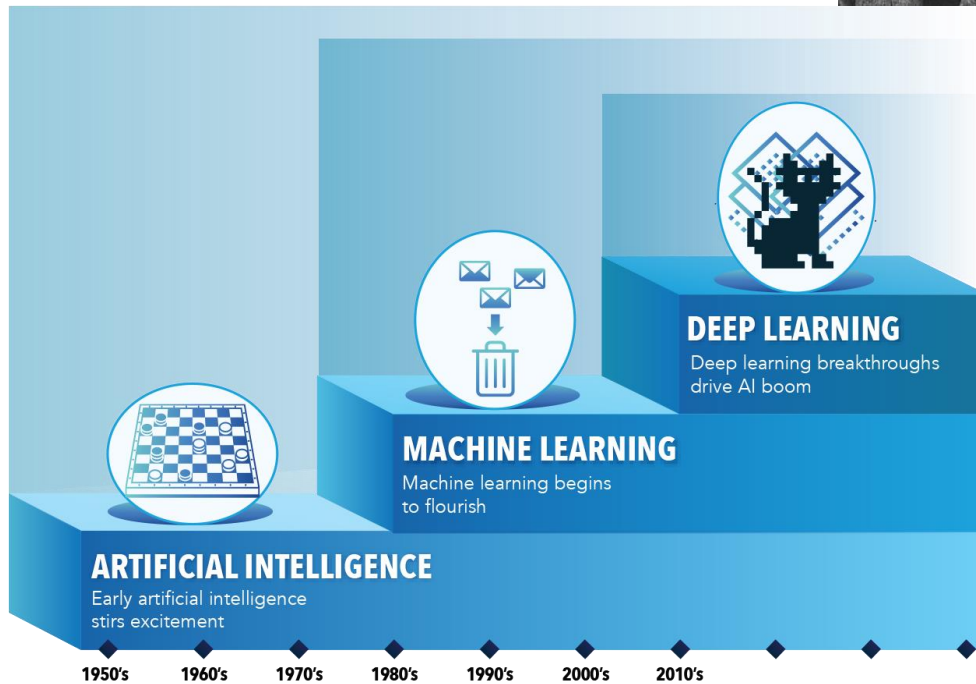 DEEP LEARNING
Deep learning breakthroughs
drive AI boom
MACHINE LEARNING
Machine learning begins
to flourish
ARTIFICIAL INTELLIGENCE
Early artificial intelligence
stirs excitement
1950's 1960's 1970's 1980's 1990's 2000's 2010's